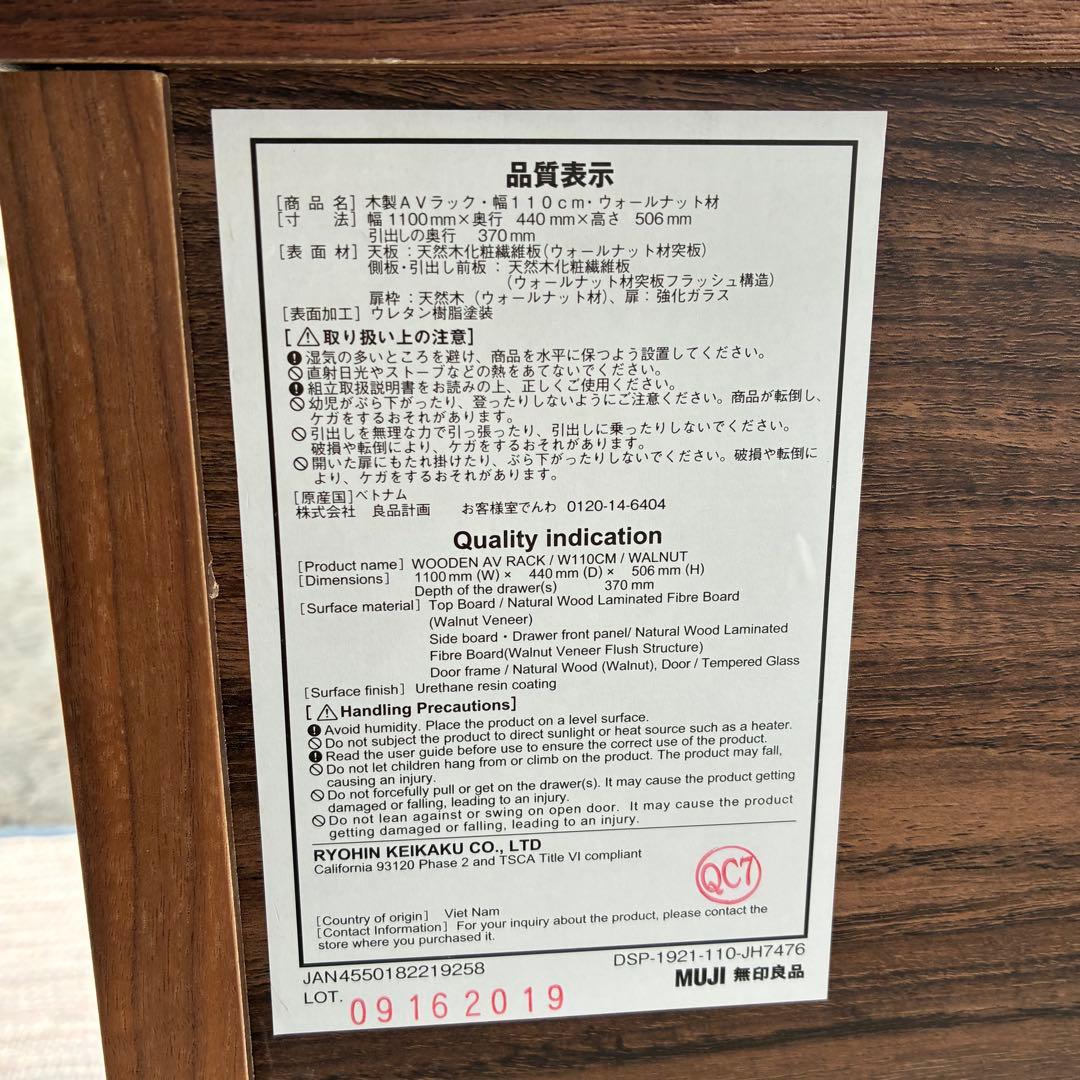 品質表示
[商 品 名] 木製AVラック・幅110cm・ウォールナット材
[寸 法] 幅 1100mm×奥行 440mm×高さ 506mm
引出しの奥行 370mm
[表 面 材] 天板:天然木化粧繊維板(ウォールナット材突板)
側板・引出し前板:天然木化粧繊維板
(ウォールナット材突板フラッシュ構造)
扉枠:天然木(ウォールナット材)、扉:強化ガラス
[表面加工] ウレタン樹脂塗装
[⚠取り扱い上の注意]
湿気の多いところを避け、商品を水平に保つよう設置してください。
直射日光やストーブなどの熱をあてないでください。
組立取扱説明書をお読みの上、正しくご使用ください。
幼児がぶら下がったり、登ったりしないようにご注意ください。商品が転倒し、
ケガをするおそれがあります。
引出しを無理な力で引っ張ったり、引出しに乗ったりしないでください。
破損や転倒により、ケガをするおそれがあります。
開いた扉にもたれ掛けたり、ぶら下がったりしないでください。破損や転倒に
より、ケガをするおそれがあります。
[原産国]ベトナム
株式会社 良品計画 お客様室でんわ 0120-14-6404
Quality indication
[Product name] WOODEN AV RACK / W110CM / WALNUT
[Dimensions] 1100mm (W) × 440mm (D) × 506mm (H)
Depth of the drawer(s) 370 mm
[Surface material] Top Board / Natural Wood Laminated Fibre Board
(Walnut Veneer)
Side board・Drawer front panel/ Natural Wood Laminated
Fibre Board(Walnut Veneer Flush Structure)
Door frame / Natural Wood (Walnut), Door / Tempered Glass
[Surface finish] Urethane resin coating
[⚠Handling Precautions]
Avoid humidity. Place the product on a level surface.
Do not subject the product to direct sunlight or heat source such as a heater.
Read the user guide before use to ensure the correct use of the product.
Do not let children hang from or climb on the product. The product may fall,
causing an injury.
Do not forcefully pull or get on the drawer(s). It may cause the product getting
damaged or falling, leading to an injury.
Do not lean against or swing on open door. It may cause the product
getting damaged or falling, leading to an injury.
RYOHIN KEIKAKU CO., LTD
California 93120 Phase 2 and TSCA Title VI compliant
QC7
[Country of origin] Viet Nam
[Contact Information] For your inquiry about the product, please contact the
store where you purchased it.
JAN4550182219258
DSP-1921-110-JH7476
LOT. 09 16 2019
MUJI 無印良品